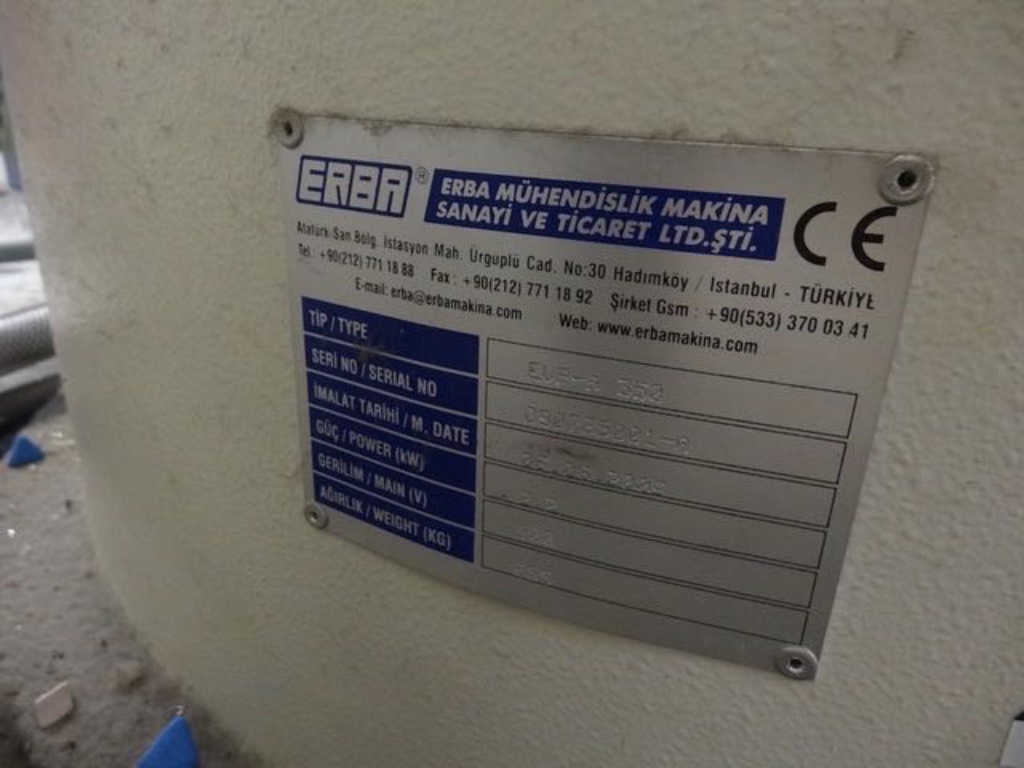 ERBA®
ERBA MÜHENDİSLİK MAKİNA
SANAYİ VE TİCARET LTD.ŞTİ.
CE
Atatürk San.Bölg. İstasyon Mah. Ürgüplü Cad. No:30 Hadımköy / Istanbul - TÜRKİYE
Tel.: +90(212) 771 18 88 Fax : +90(212) 771 18 92 Şirket Gsm : +90(533) 370 03 41
E-mail: erba@erbamakina.com Web: www.erbamakina.com
TİP / TYPE 350
SERİ NO / SERIAL NO
İMALAT TARİHİ / M. DATE
GÜÇ / POWER (kW)
GERİLİM / MAIN (V)
AĞIRLIK / WEIGHT (KG)